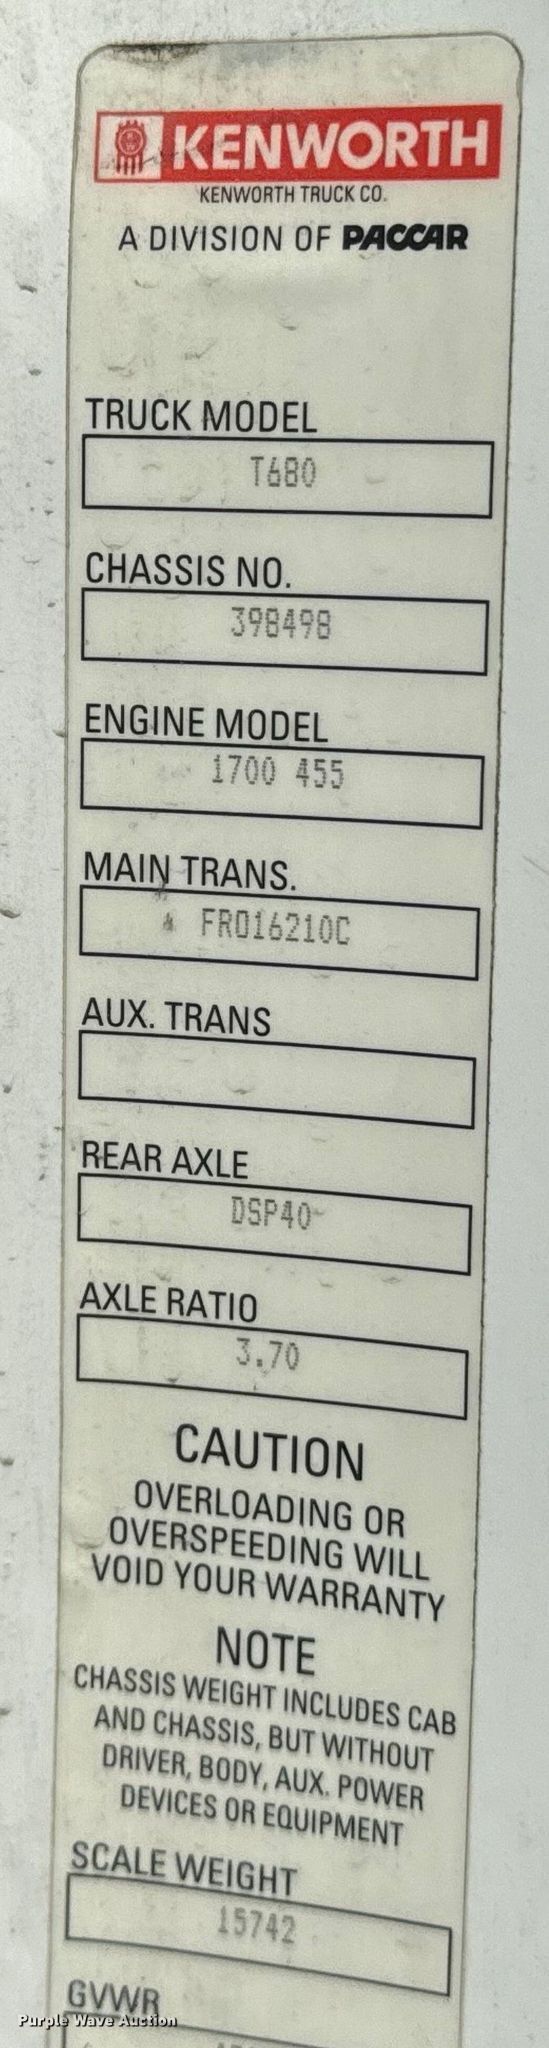 KENWORTH
KENWORTH TRUCK CO.
A DIVISION OF PACCAR
TRUCK MODEL
T680
CHASSIS NO.
398498
ENGINE MODEL
1700 455
MAIN TRANS.
FRO16210C
AUX. TRANS
REAR AXLE
DSP40
AXLE RATIO
3.70
CAUTION
OVERLOADING OR
OVERSPEEDING WILL
VOID YOUR WARRANTY
NOTE
CHASSIS WEIGHT INCLUDES CAB
AND CHASSIS, BUT WITHOUT
DRIVER, BODY, AUX. POWER
DEVICES OR EQUIPMENT
SCALE WEIGHT
15742
GVWR
Purple Wave Auction